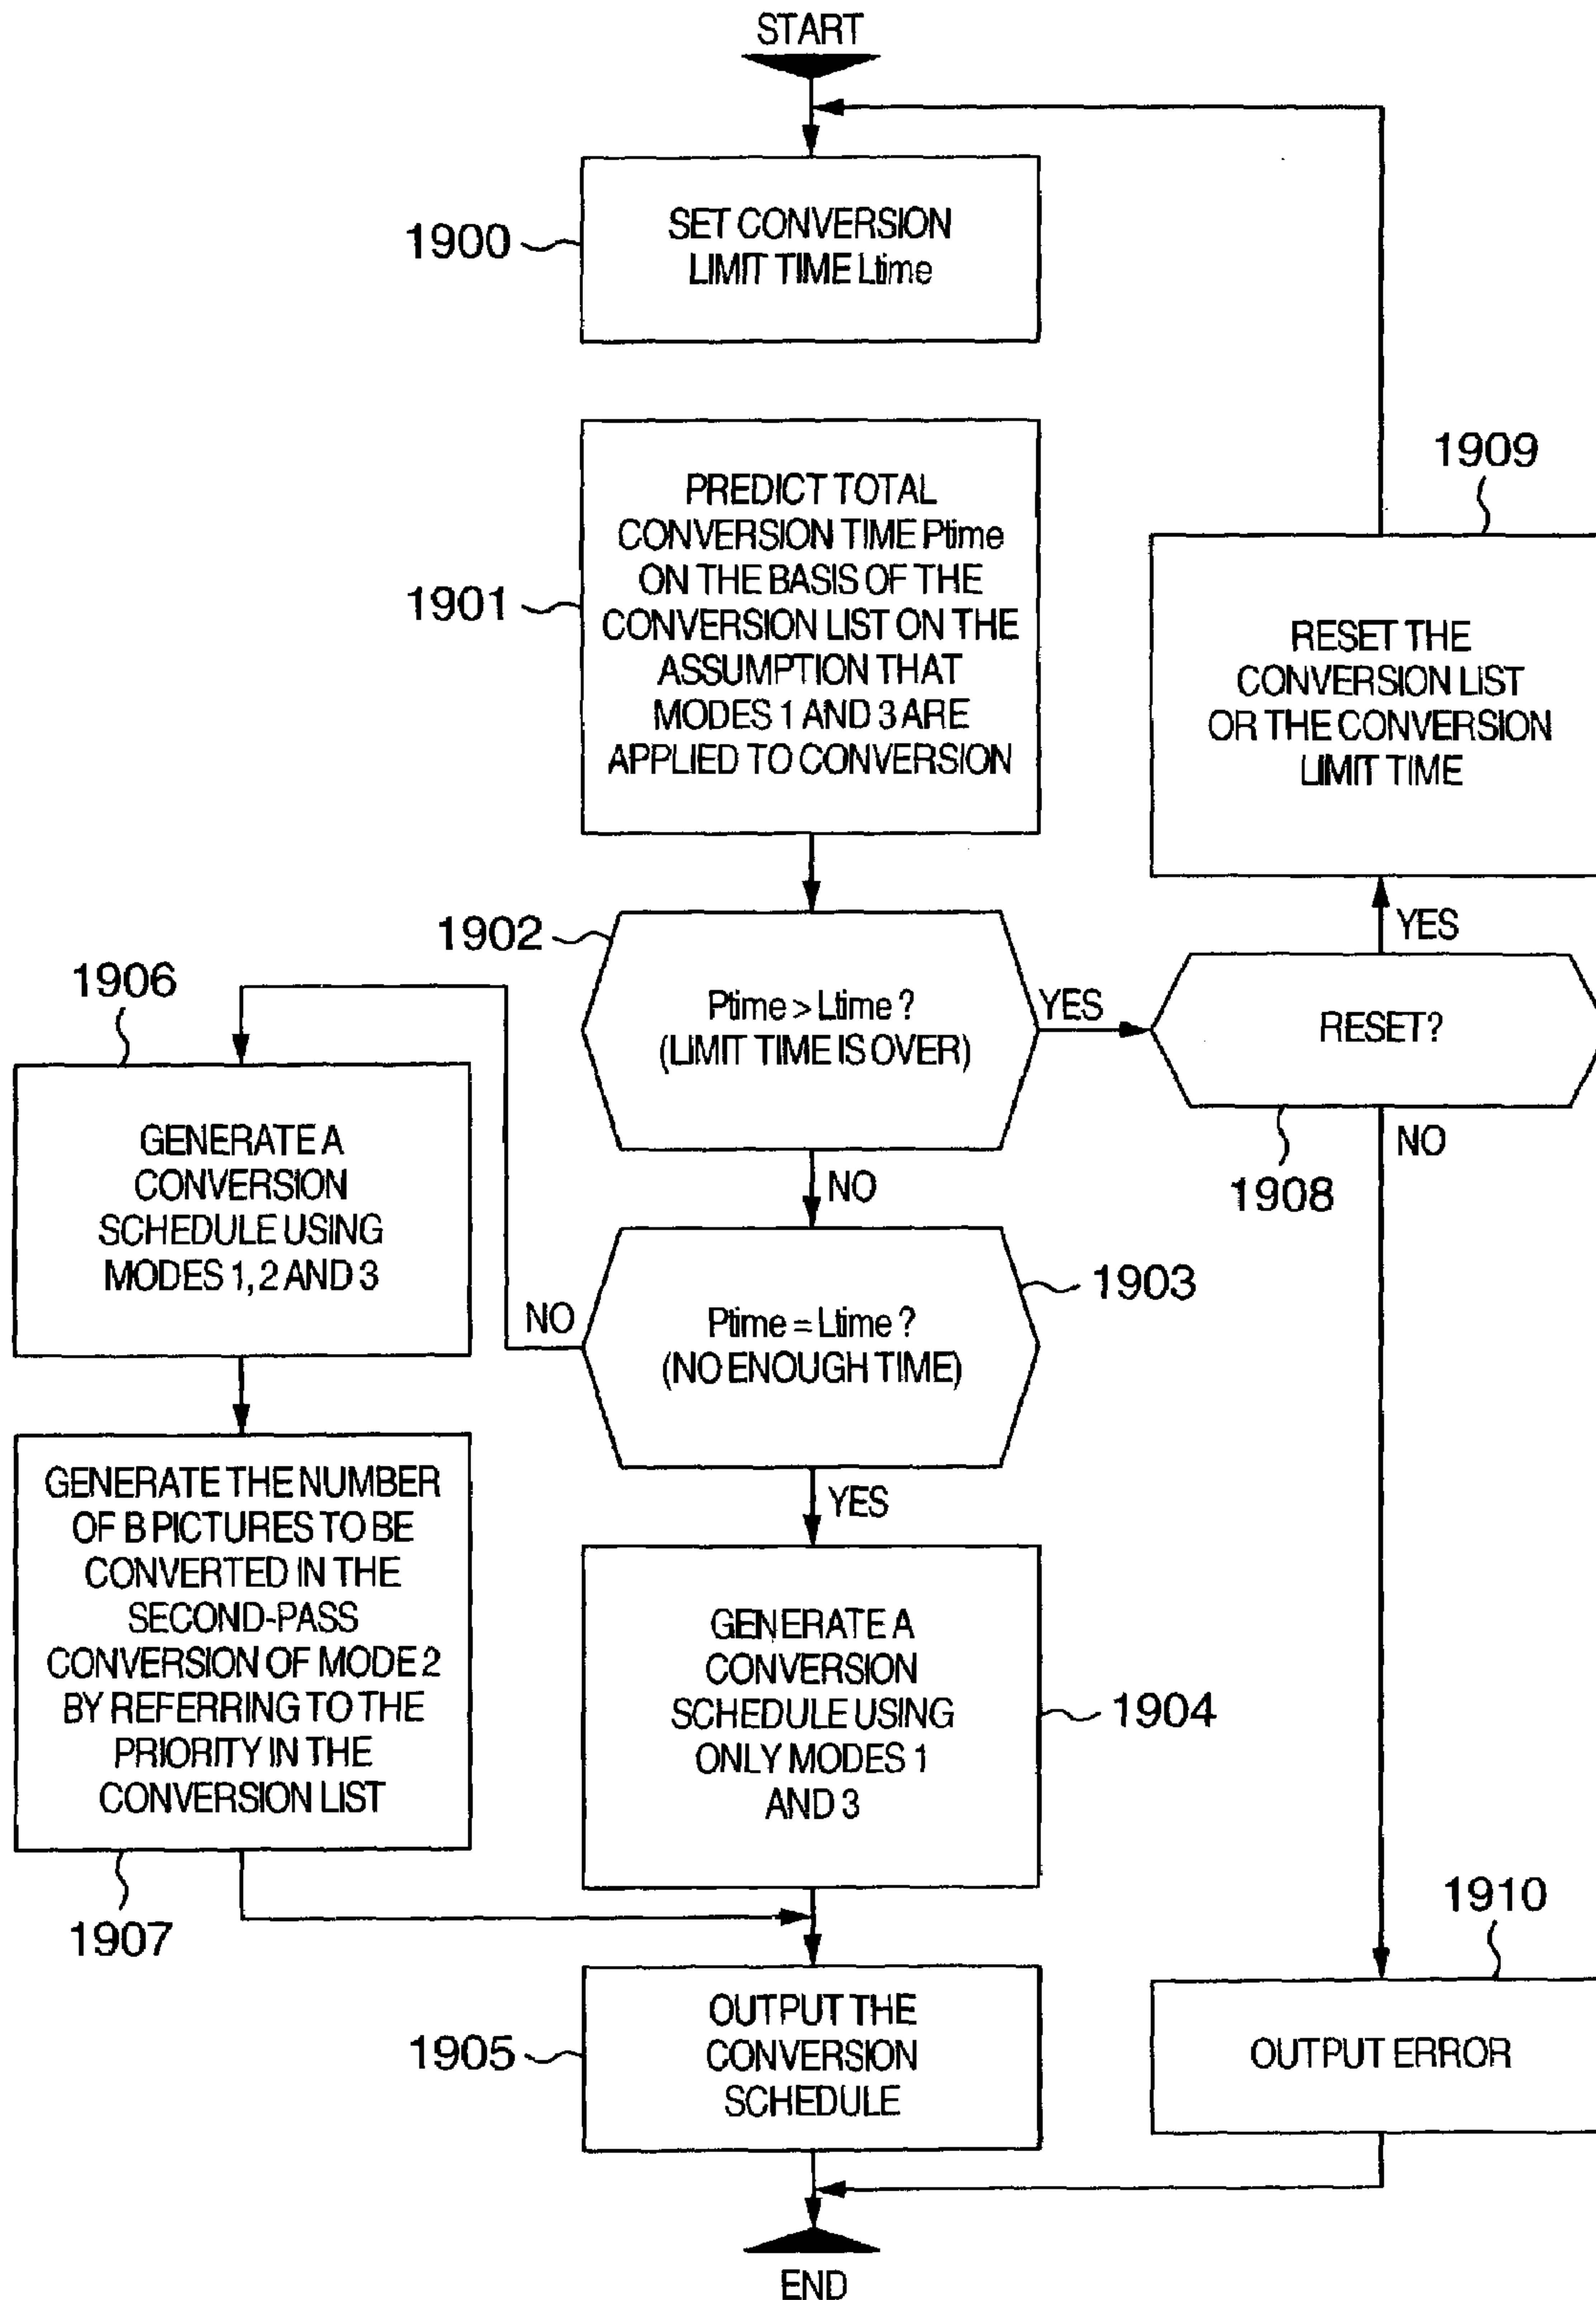 START
1900
SET CONVERSION
LIMIT TIME Ltime
1901
PREDICT TOTAL
CONVERSION TIME Ptime
ON THE BASIS OF THE
CONVERSION LIST ON THE
ASSUMPTION THAT
MODES 1 AND 3 ARE
APPLIED TO CONVERSION
1909
RESET THE
CONVERSION LIST
OR THE CONVERSION
LIMIT TIME
YES
1902
Ptime > Ltime ?
(LIMIT TIME IS OVER)
YES
RESET?
1908
NO
NO
1906
GENERATE A
CONVERSION
SCHEDULE USING
MODES 1, 2 AND 3
1903
NO
Ptime = Ltime ?
(NO ENOUGH TIME)
YES
GENERATE THE NUMBER
OF B PICTURES TO BE
CONVERTED IN THE
SECOND-PASS
CONVERSION OF MODE 2
BY REFERRING TO THE
PRIORITY IN THE
CONVERSION LIST
1907
GENERATE A
CONVERSION
SCHEDULE USING
ONLY MODES 1
AND 3
1904
1905
OUTPUT THE
CONVERSION
SCHEDULE
1910
OUTPUT ERROR
END